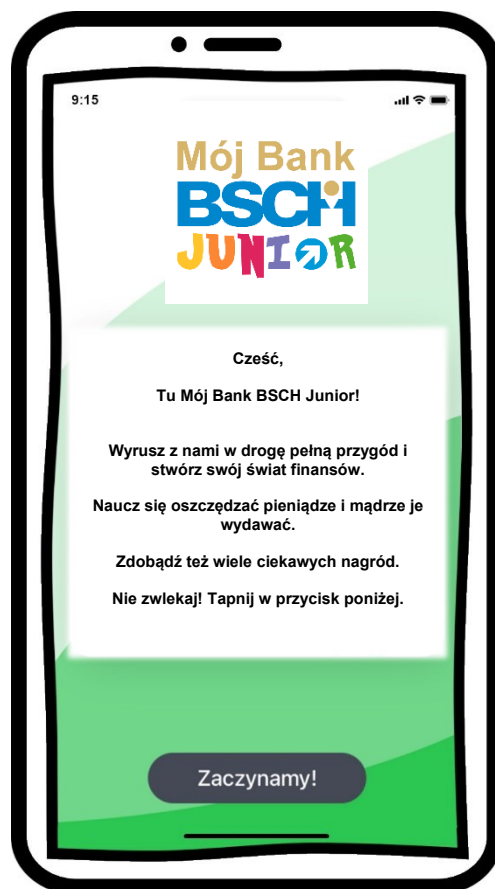 9:15
Mój Bank
BSCH
JUNIOR
Cześć,
Tu Mój Bank BSCH Junior!
Wyrusz z nami w drogę pełną przygód i
stwórz swój świat finansów.
Naucz się oszczędzać pieniądze i mądrze je
wydawać.
Zdobądź też wiele ciekawych nagród.
Nie zwlekaj! Tapnij w przycisk poniżej.
Zaczynamy!